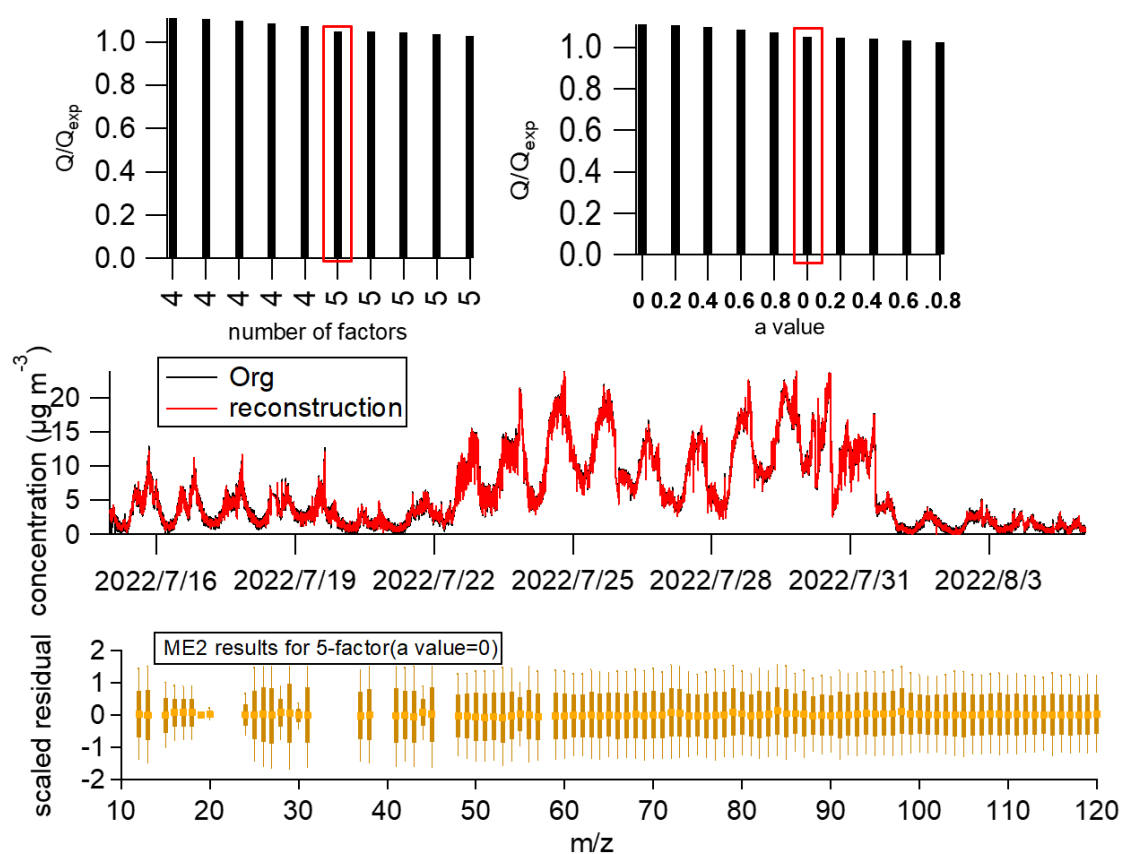 1.0
0.8
0.6
0.4
0.2
0.0
Q/Qexp
4 4 4 4 4 5 5 5 5 5
number of factors
1.0
0.8
0.6
0.4
0.2
0.0
Q/Qexp
0 0.2 0.4 0.6 0.8 0 0.2 0.4 0.6 .0.8
a value
concentration (µg m-3)
20
15
10
5
0
Org
reconstruction
2022/7/16 2022/7/19 2022/7/22 2022/7/25 2022/7/28 2022/7/31 2022/8/3
scaled residual
2
1
0
-1
-2
ME2 results for 5-factor(a value=0)
10 20 30 40 50 60 70 80 90 100 110 120
m/z